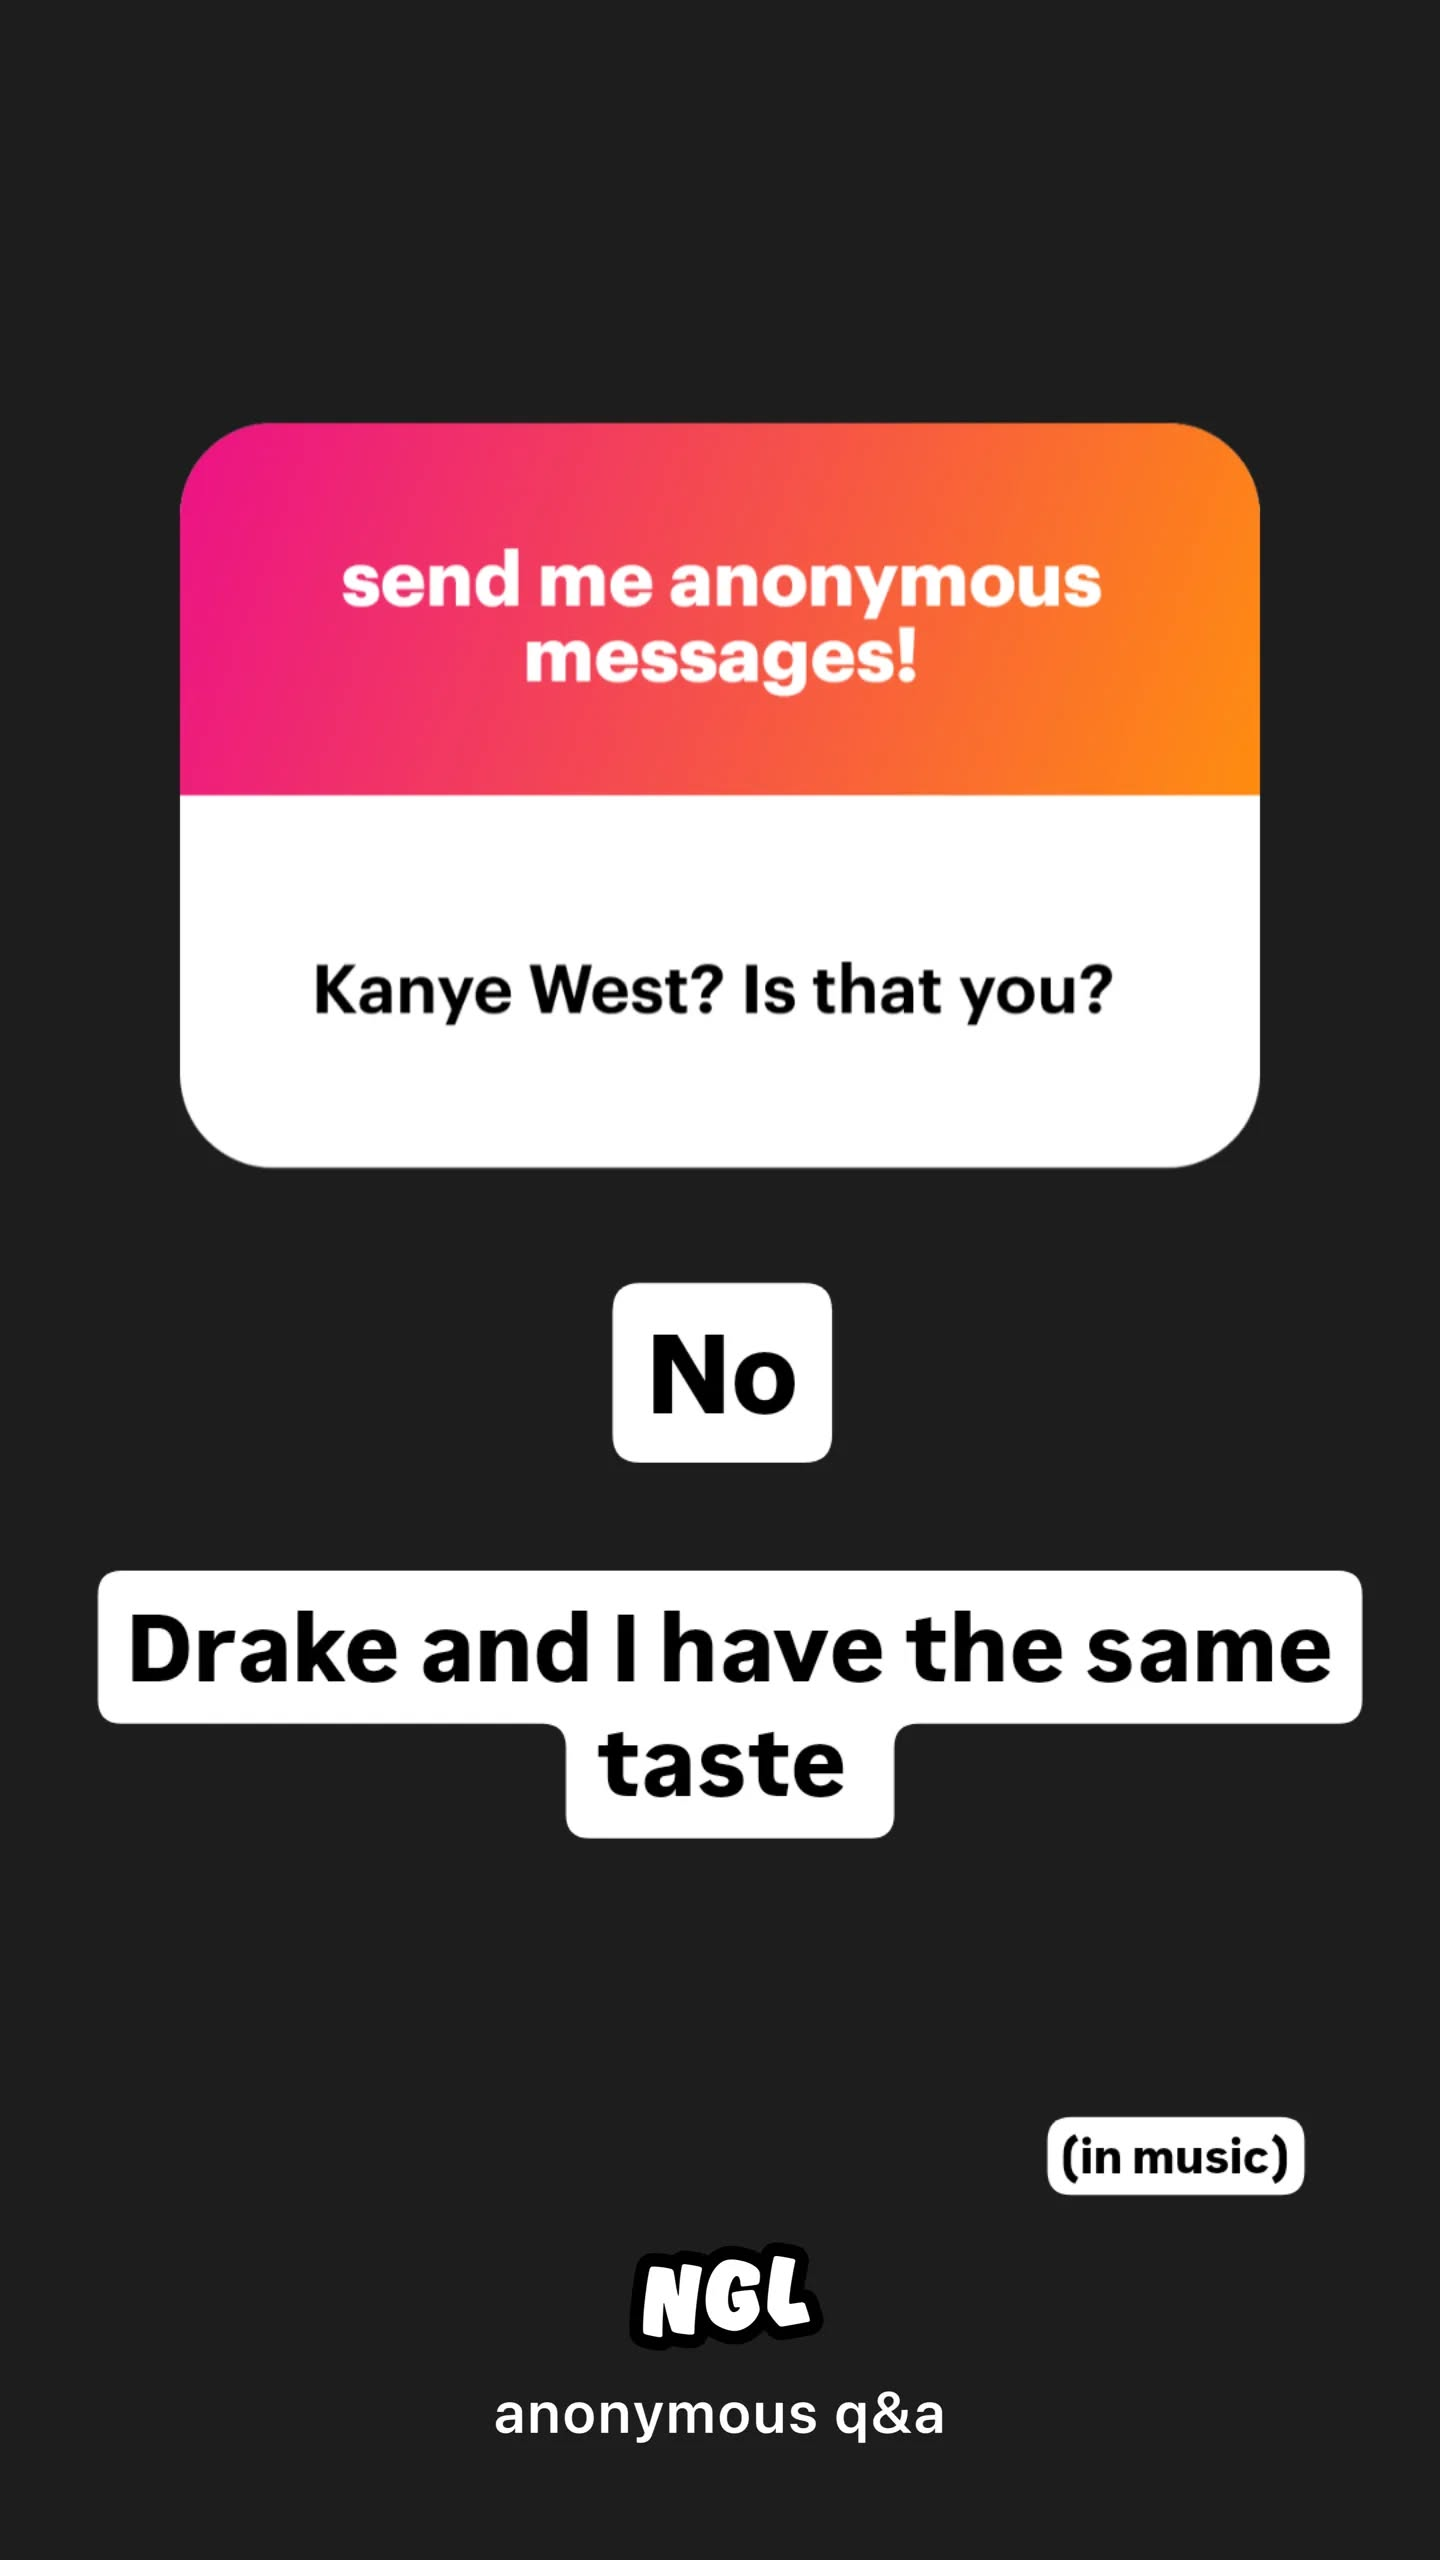 send me anonymous
messages!
Kanye West? Is that you?
No
Drake and I have the same
taste
(in music)
NGL
anonymous q&a